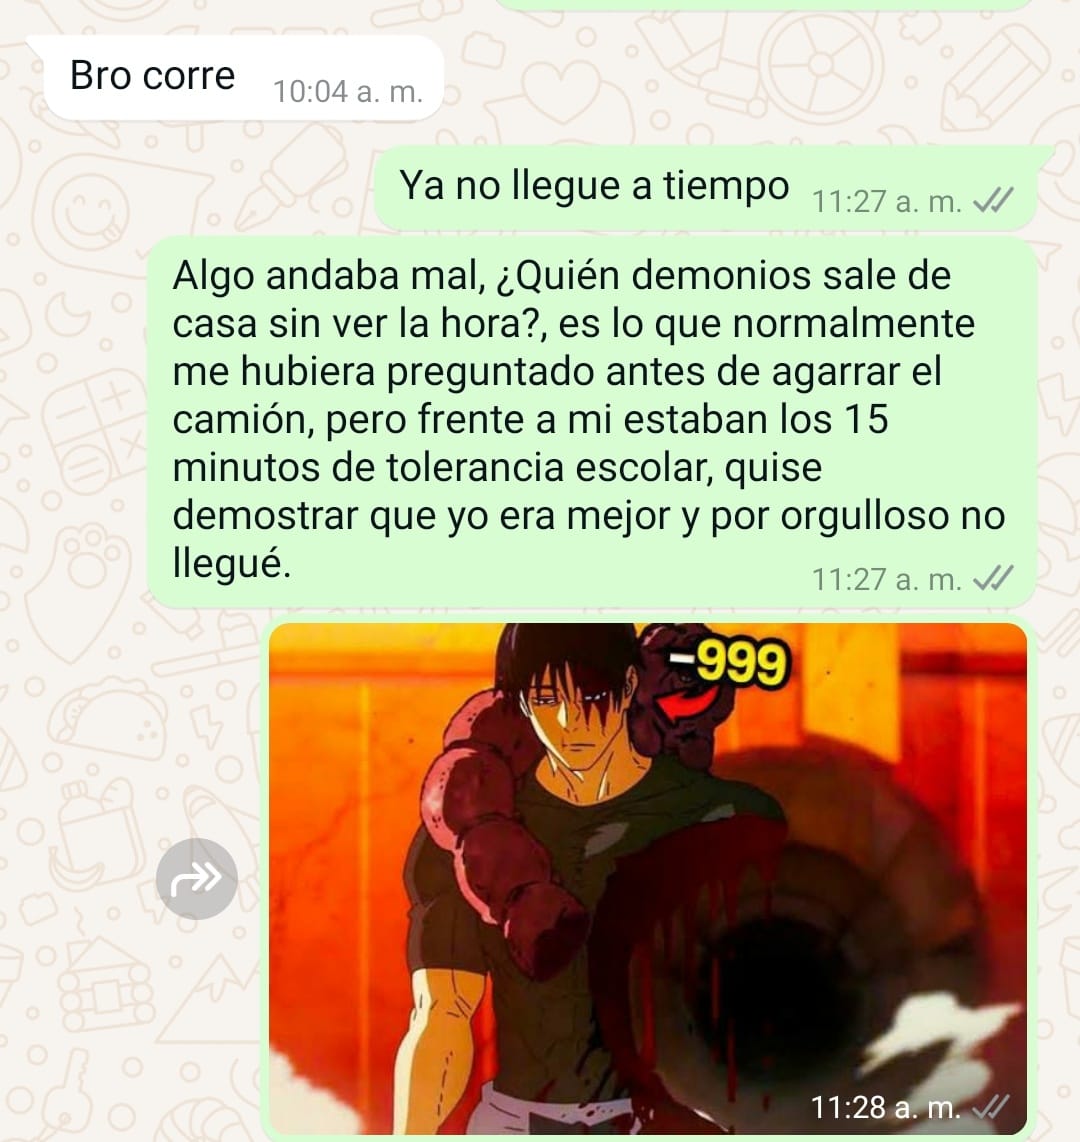 Bro corre
10:04 a. m.
Ya no llegue a tiempo
11:27 a. m.
Algo andaba mal, ¿Quién demonios sale de
casa sin ver la hora?, es lo que normalmente
me hubiera preguntado antes de agarrar el
camión, pero frente a mi estaban los 15
minutos de tolerancia escolar, quise
demostrar que yo era mejor y por orgulloso no
llegué.
11:27 a. m.
-999
11:28 a. m.